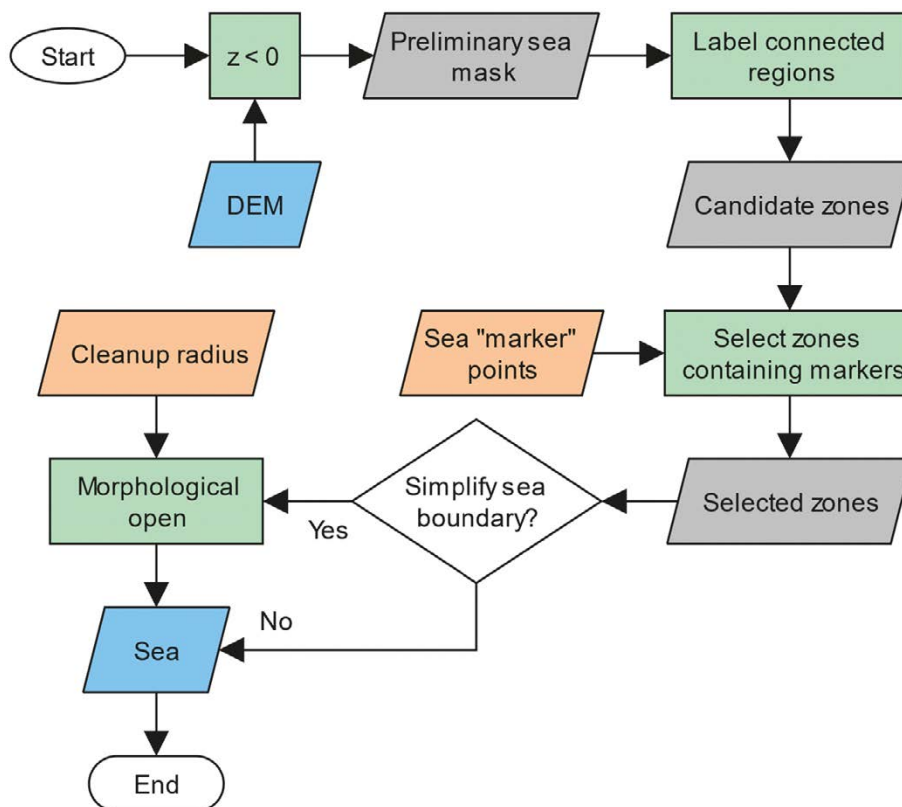 Start
z < 0
Preliminary sea
mask
Label connected
regions
DEM
Candidate zones
Cleanup radius
Sea "marker"
points
Select zones
containing markers
Morphological
open
Yes
Simplify sea
boundary?
Selected zones
No
Sea
End